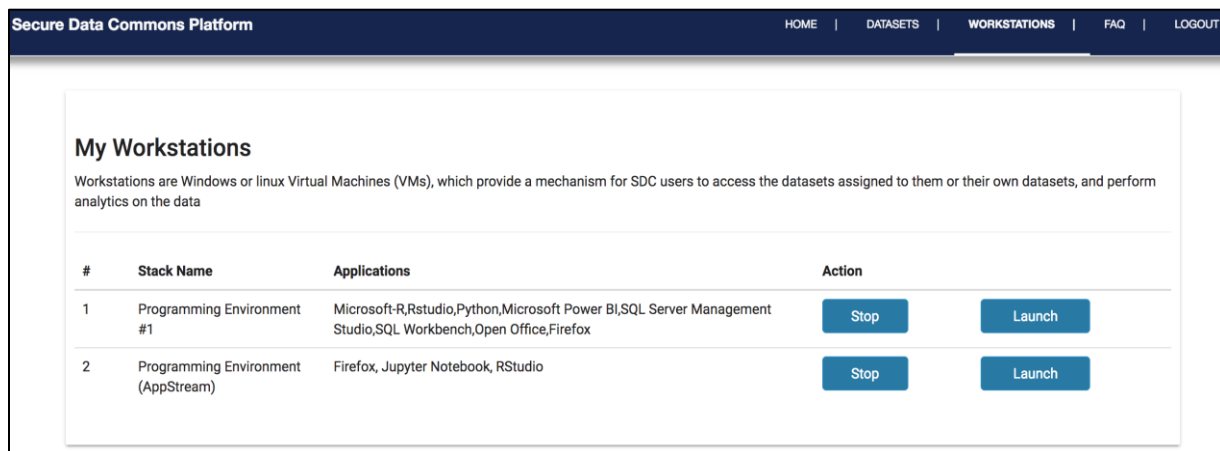 Secure Data Commons Platform
HOME | DATASETS | WORKSTATIONS | FAQ | LOGOUT
My Workstations
Workstations are Windows or linux Virtual Machines (VMs), which provide a mechanism for SDC users to access the datasets assigned to them or their own datasets, and perform
analytics on the data
# Stack Name Applications Action
1 Programming Environment Microsoft-R,Rstudio,Python,Microsoft Power BI,SQL Server Management Stop Launch
#1 Studio,SQL Workbench,Open Office,Firefox
2 Programming Environment Firefox, Jupyter Notebook, RStudio Stop Launch
(AppStream)